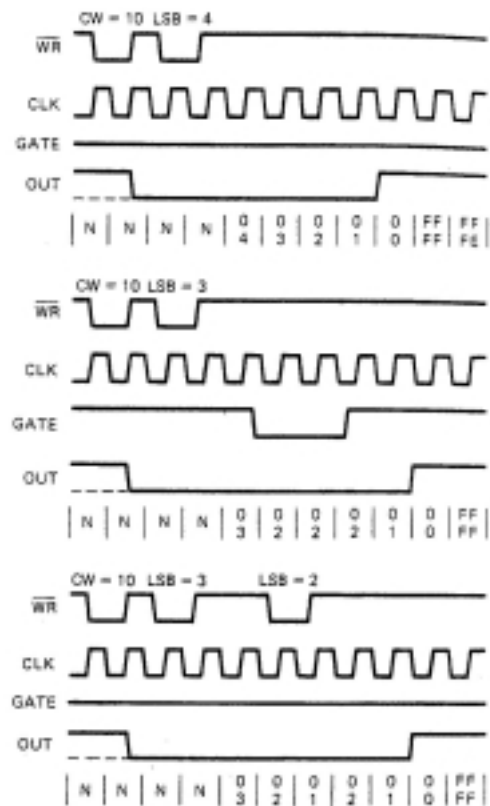 CW = 10 LSB = 4
WR
CLK
GATE
OUT
N N N N 0 0 0 0 0 FF FF
4 3 2 1 0 FF FE
CW = 10 LSB = 3
WR
CLK
GATE
OUT
N N N N 0 0 0 0 0 0 FF
3 2 2 2 1 0 FF
CW = 10 LSB = 3 LSB = 2
WR
CLK
GATE
OUT
N N N N 0 0 0 0 0 0 FF
3 2 1 2 1 0 FF